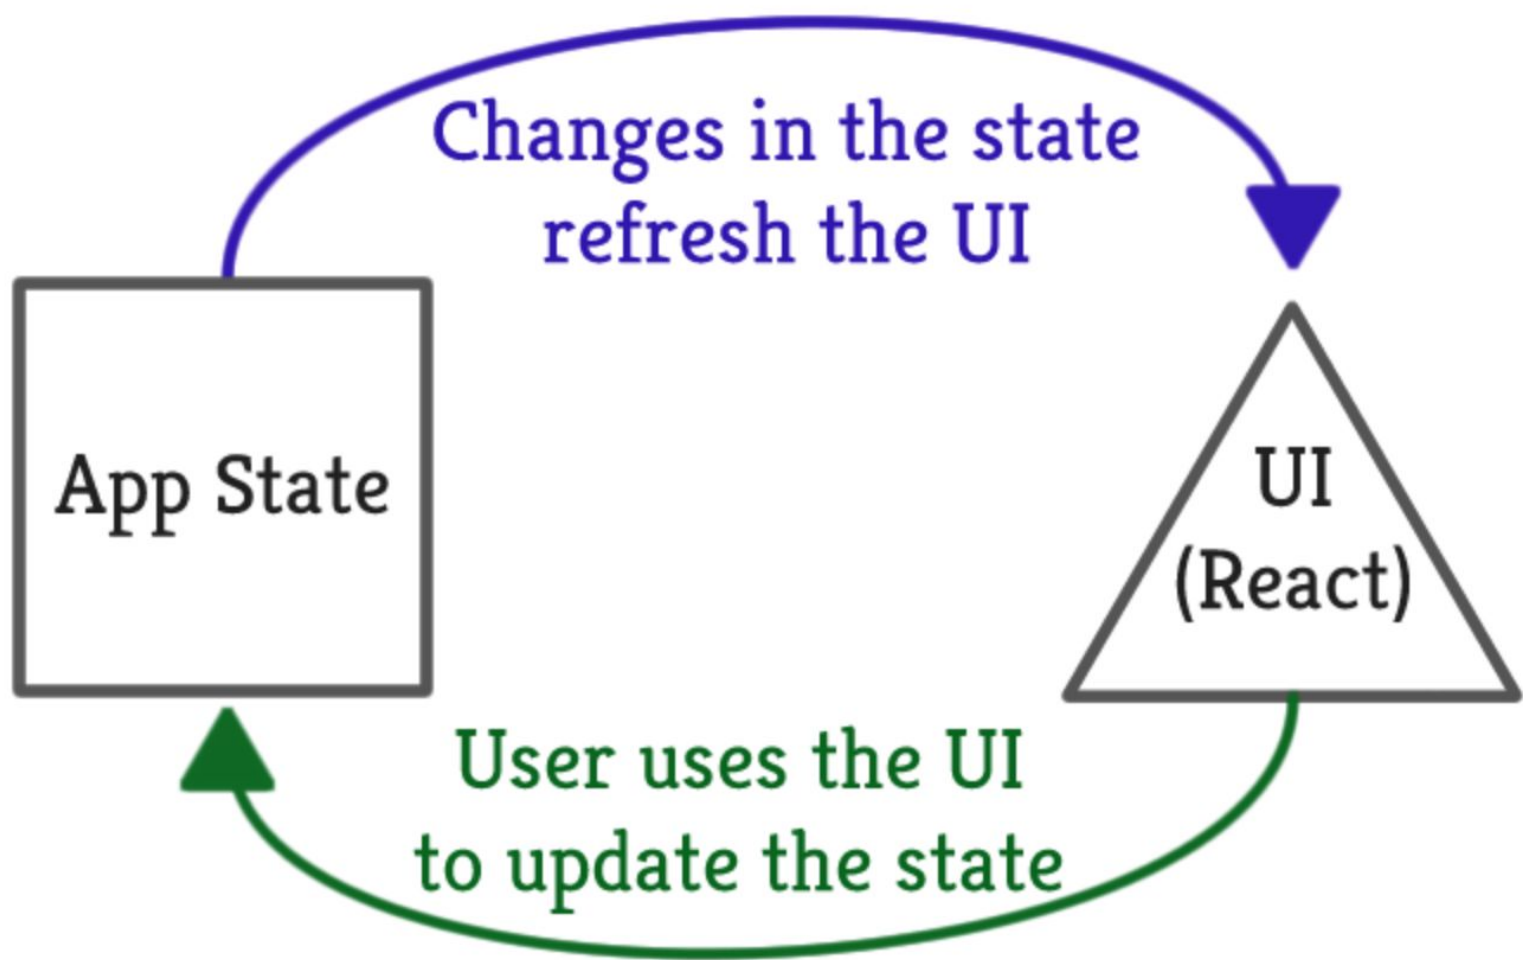 Changes in the state
refresh the UI
App State
UI
(React)
User uses the UI
to update the state